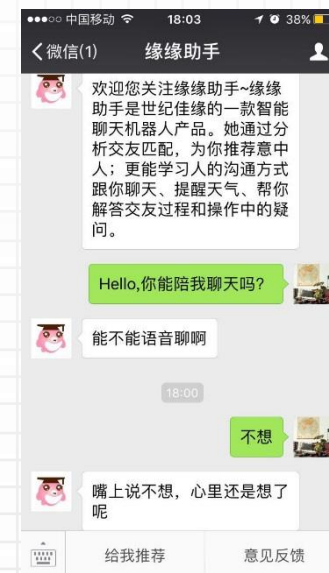 中国移动 18:03 38%
微信(1) 缘缘助手
欢迎您关注缘缘助手~缘缘
助手是世纪佳缘的一款智能
聊天机器人产品。她通过分
析交友匹配，为你推荐意中
人；更能学习人的沟通方式
跟你聊天、提醒天气、帮你
解答交友过程和操作中的疑
问。
Hello,你能陪我聊天吗?
能不能语音聊啊
18:00
不想
嘴上说不想，心里还是想了
呢
给我推荐 意见反馈